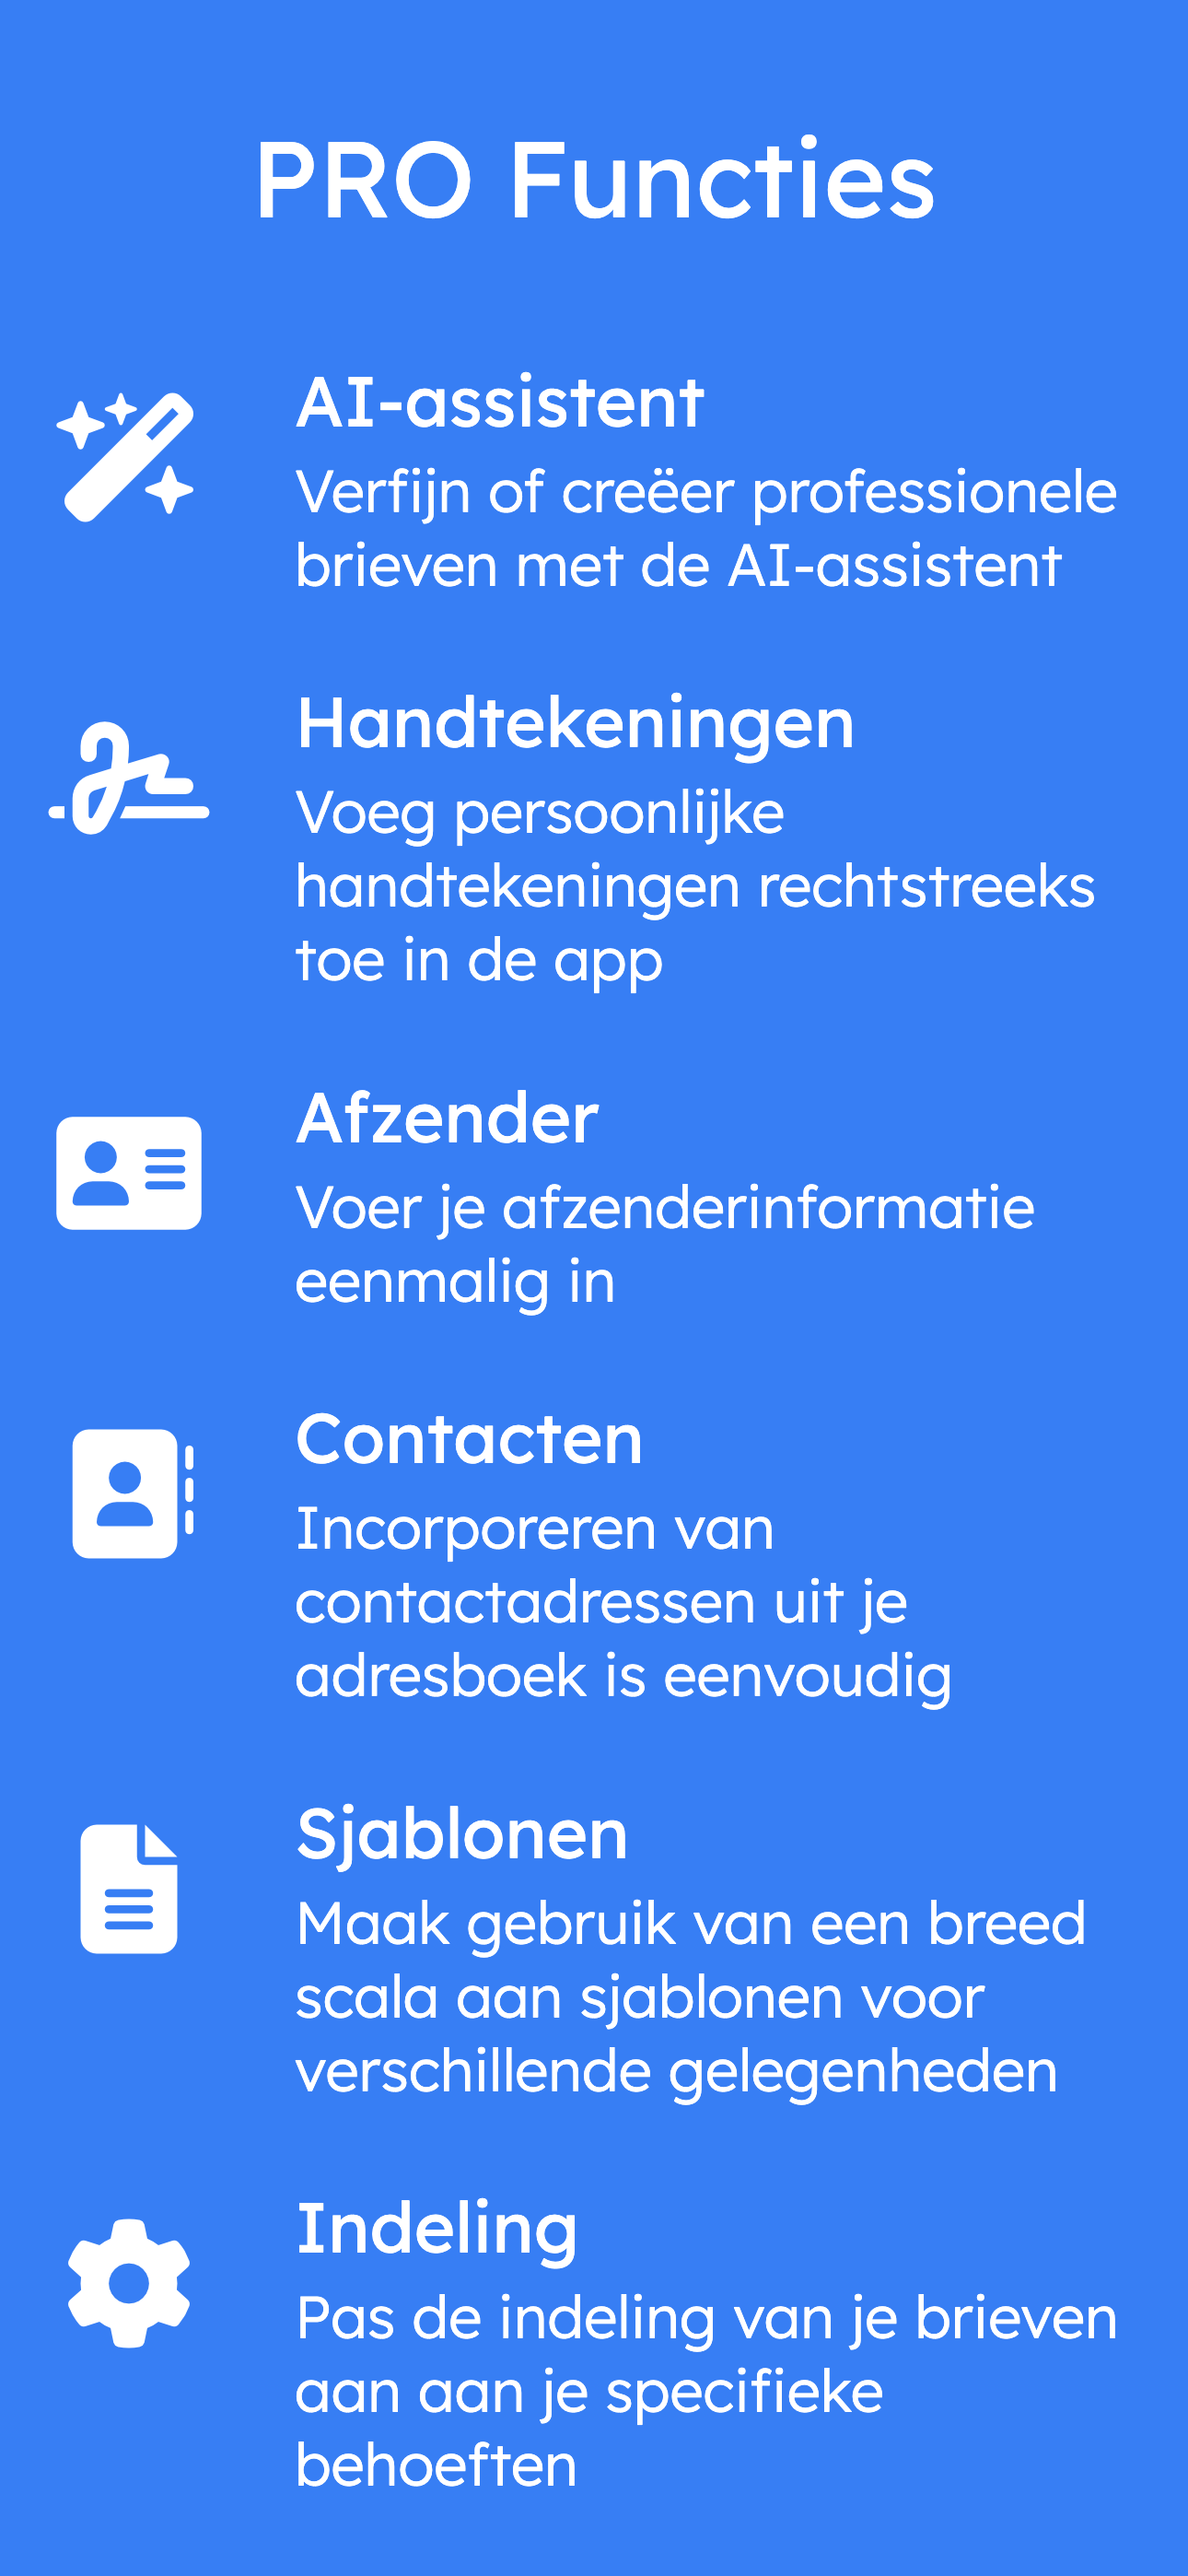 PRO Functies
AI-assistent
Verfijn of creëer professionele
brieven met de AI-assistent
Handtekeningen
Voeg persoonlijke
handtekeningen rechtstreeks
toe in de app
Afzender
Voer je afzenderinformatie
eenmalig in
Contacten
Incorporeren van
contactadressen uit je
adresboek is eenvoudig
Sjablonen
Maak gebruik van een breed
scala aan sjablonen voor
verschillende gelegenheden
Indeling
Pas de indeling van je brieven
aan aan je specifieke
behoeften